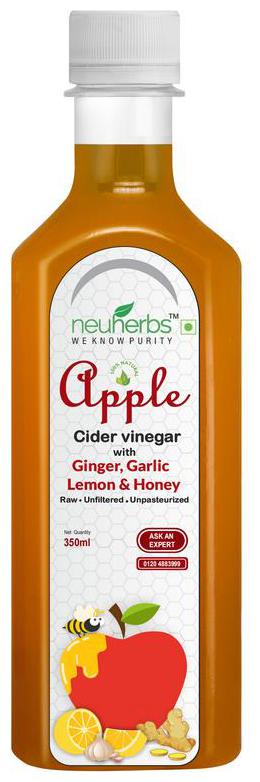 neuherbs™
WE KNOW PURITY
100% NATURAL
Apple
Cider vinegar
with
Ginger, Garlic
Lemon & Honey
Raw • Unfiltered • Unpasteurized
Net Quantity
350ml
ASK AN
EXPERT
0120 4883999